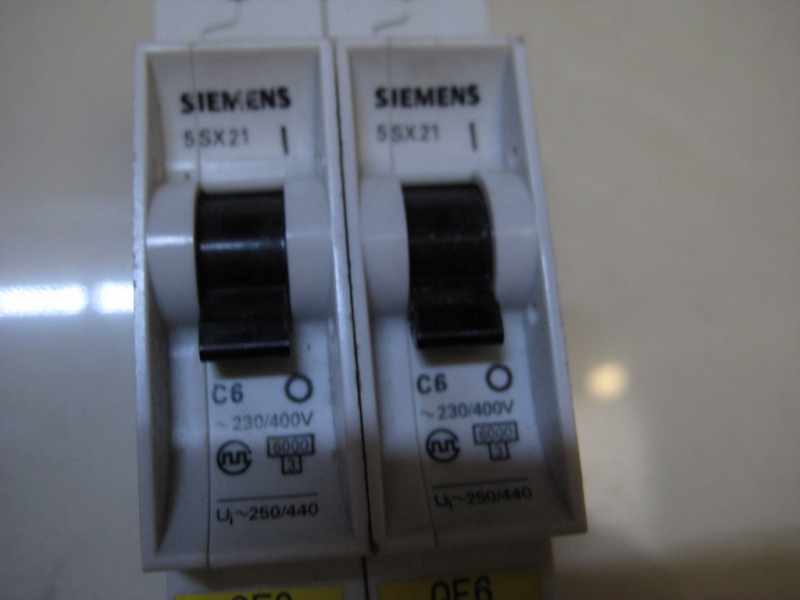 SIEMENS
5SX21 I
C6 O
~230/400V
6000
3
Ui~250/440
SIEMENS
5SX21 I
C6 O
~230/400V
6000
3
Ui~250/440
QF6